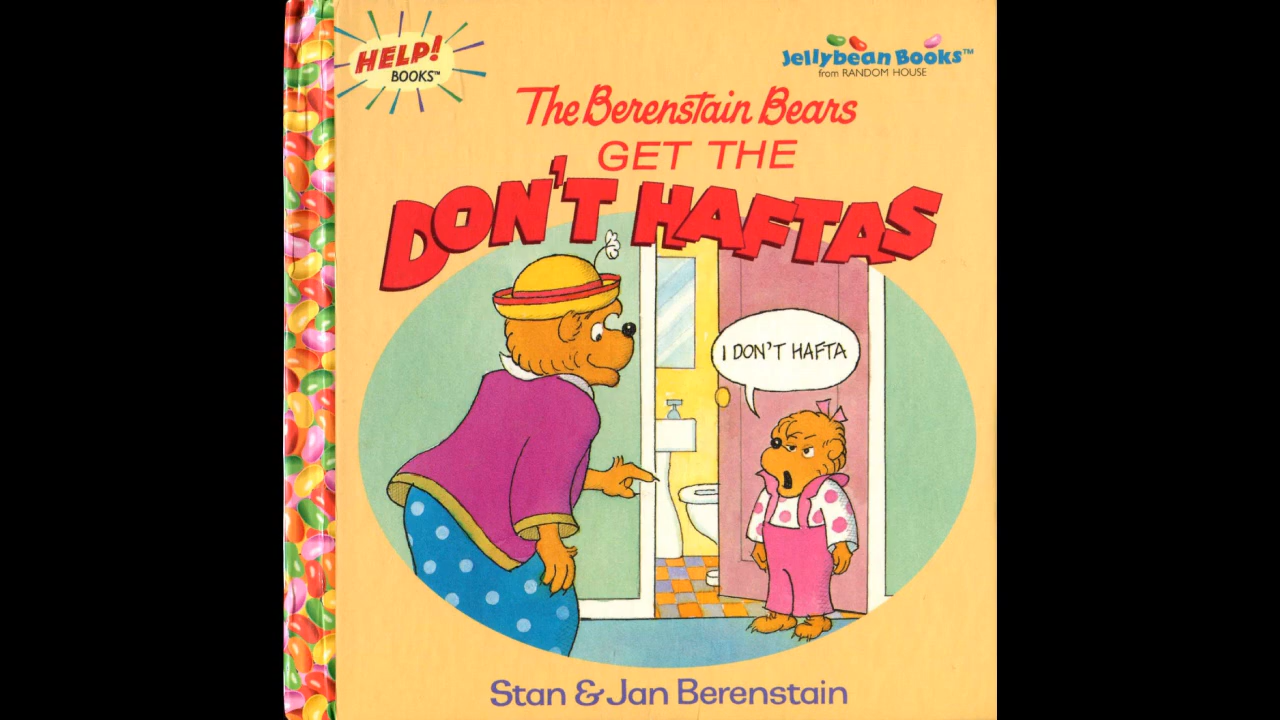 HELP!
BOOKS™
Jellybean Books™
from RANDOM HOUSE
The Berenstain Bears
GET THE
DON'T HAFTAS
I DON'T HAFTA
Stan & Jan Berenstain